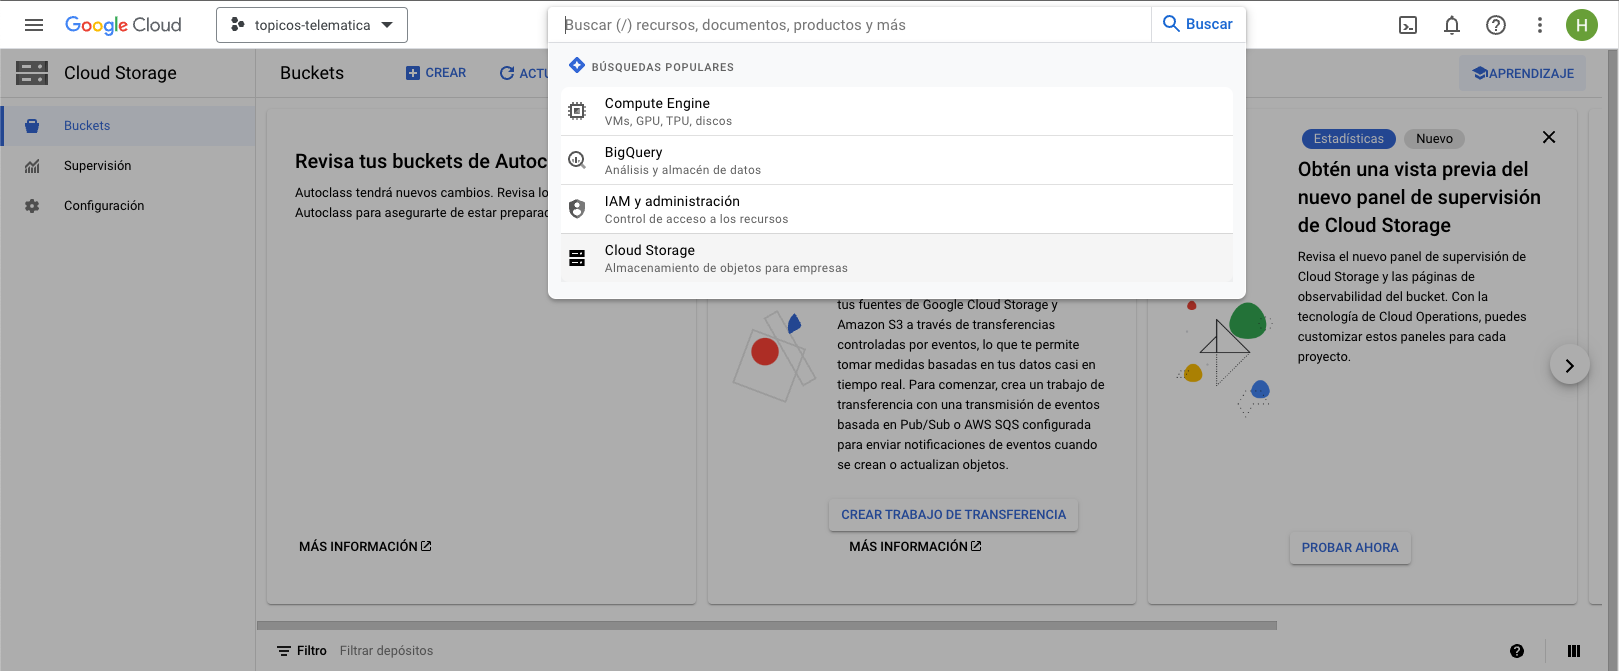 Google Cloud
topicos-telematica
Buscar (/) recursos, documentos, productos y más
Buscar
H
Cloud Storage
Buckets
CREAR
APRENDIZAJE
BÚSQUEDAS POPULARES
Compute Engine
VMs, GPU, TPU, discos
BigQuery
Análisis y almacén de datos
IAM y administración
Control de acceso a los recursos
Cloud Storage
Almacenamiento de objetos para empresas
Buckets
Supervisión
Configuración
Revisa tus buckets de
Autoclass tendrá nuevos cambios. Revisa
Autoclass para asegurarte de estar
MÁS INFORMACIÓN
tus fuentes de Google Cloud Storage y
Amazon S3 a través de transferencias
controladas por eventos, lo que te permite
tomar medidas basadas en tus datos casi en
tiempo real. Para comenzar, crea un trabajo de
transferencia con una transmisión de eventos
basada en Pub/Sub o AWS SQS configurada
para enviar notificaciones de eventos cuando
se crean o actualizan objetos.
CREAR TRABAJO DE TRANSFERENCIA
MÁS INFORMACIÓN
Estadísticas
Nuevo
Obtén una vista previa del
nuevo panel de supervisión
de Cloud Storage
Revisa el nuevo panel de supervisión de
Cloud Storage y las páginas de
observabilidad del bucket. Con la
tecnología de Cloud Operations, puedes
customizar estos paneles para cada
proyecto.
PROBAR AHORA
Filtro
Filtrar depósitos